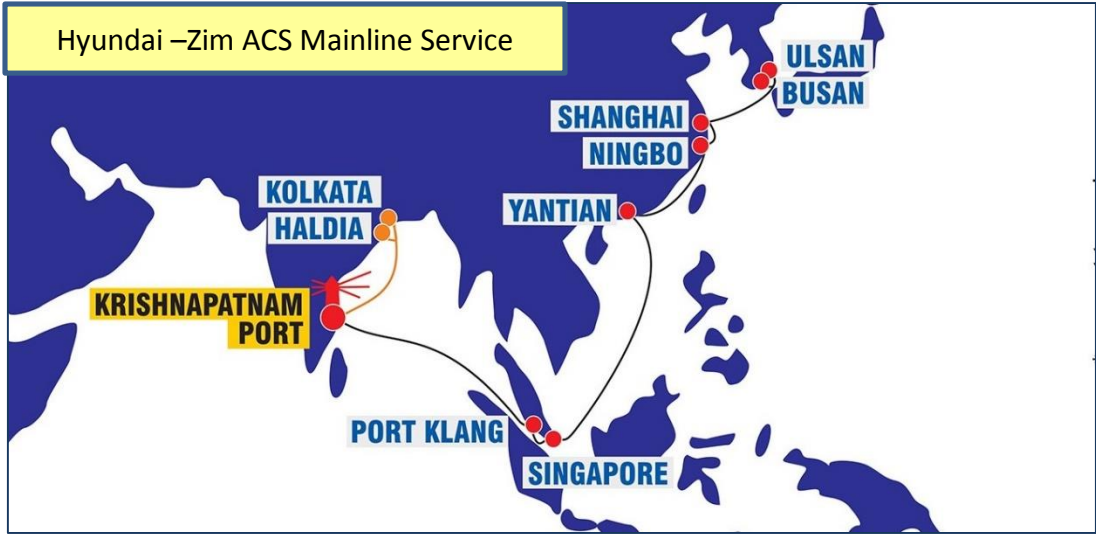 Hyundai –Zim ACS Mainline Service
ULSAN
BUSAN
SHANGHAI
NINGBO
KOLKATA
HALDIA
YANTIAN
KRISHNAPATNAM
PORT
PORT KLANG
SINGAPORE